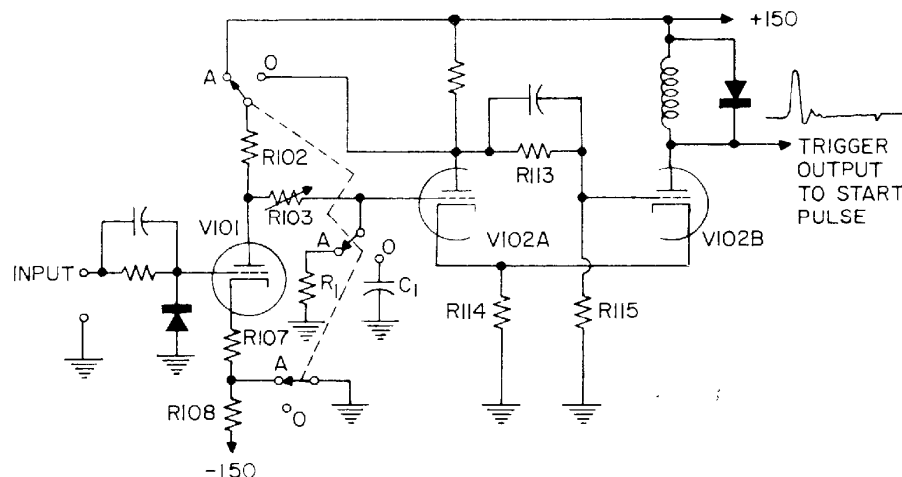 +150
A
O
R102
R113
TRIGGER
OUTPUT
TO START
PULSE
V101
R103
V102A
V102B
A
O
INPUT
R1
C1
R107
R114
R115
A
R108
O
-150